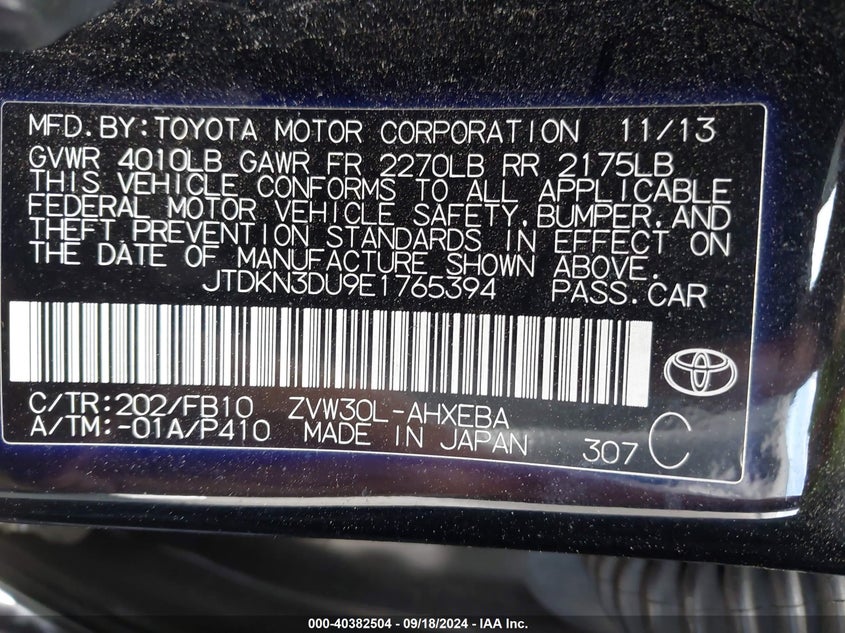 MFD.BY:TOYOTA MOTOR CORPORATION 11/13
GVWR 4010LB GAWR FR 2270LB RR 2175LB
THIS VEHICLE CONFORMS TO ALL APPLICABLE
FEDERAL MOTOR VEHICLE SAFETY,BUMPER,AND
THEFT PREVENTION STANDARDS IN EFFECT ON
THE DATE OF MANUFACTURE SHOWN ABOVE.
JTDKN3DU9E1765394 PASS.CAR
C/TR:202/FB10 ZVW30L-AHXEBA
A/TM:-01A/P410 MADE IN JAPAN 307 C
000-40382504 - 09/18/2024 - IAA Inc.